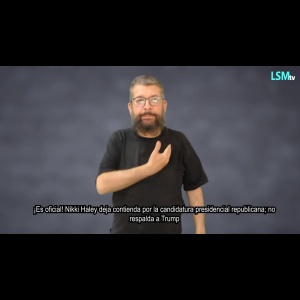 LSMtv
¡Es oficial! Nikki Haley deja contienda por la candidatura presidencial republicana; no
respalda a Trump